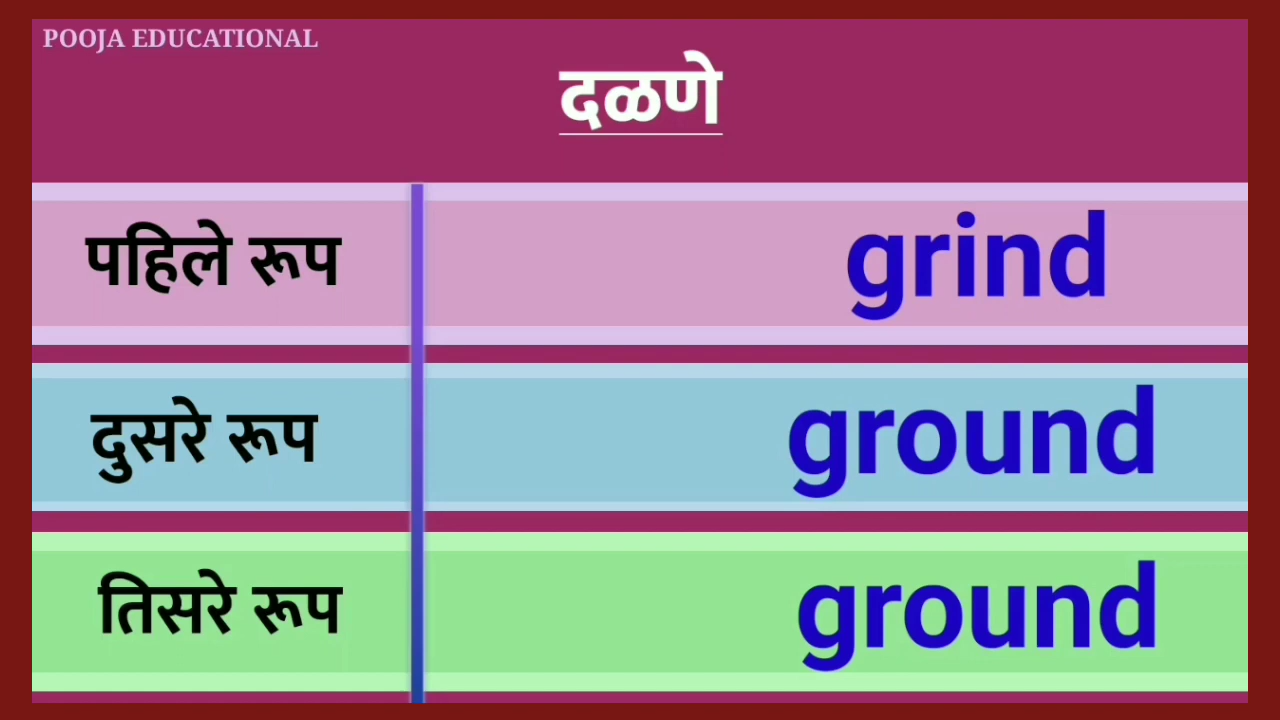 POOJA EDUCATIONAL
दळणे
पहिले रूप grind
दुसरे रूप ground
तिसरे रूप ground